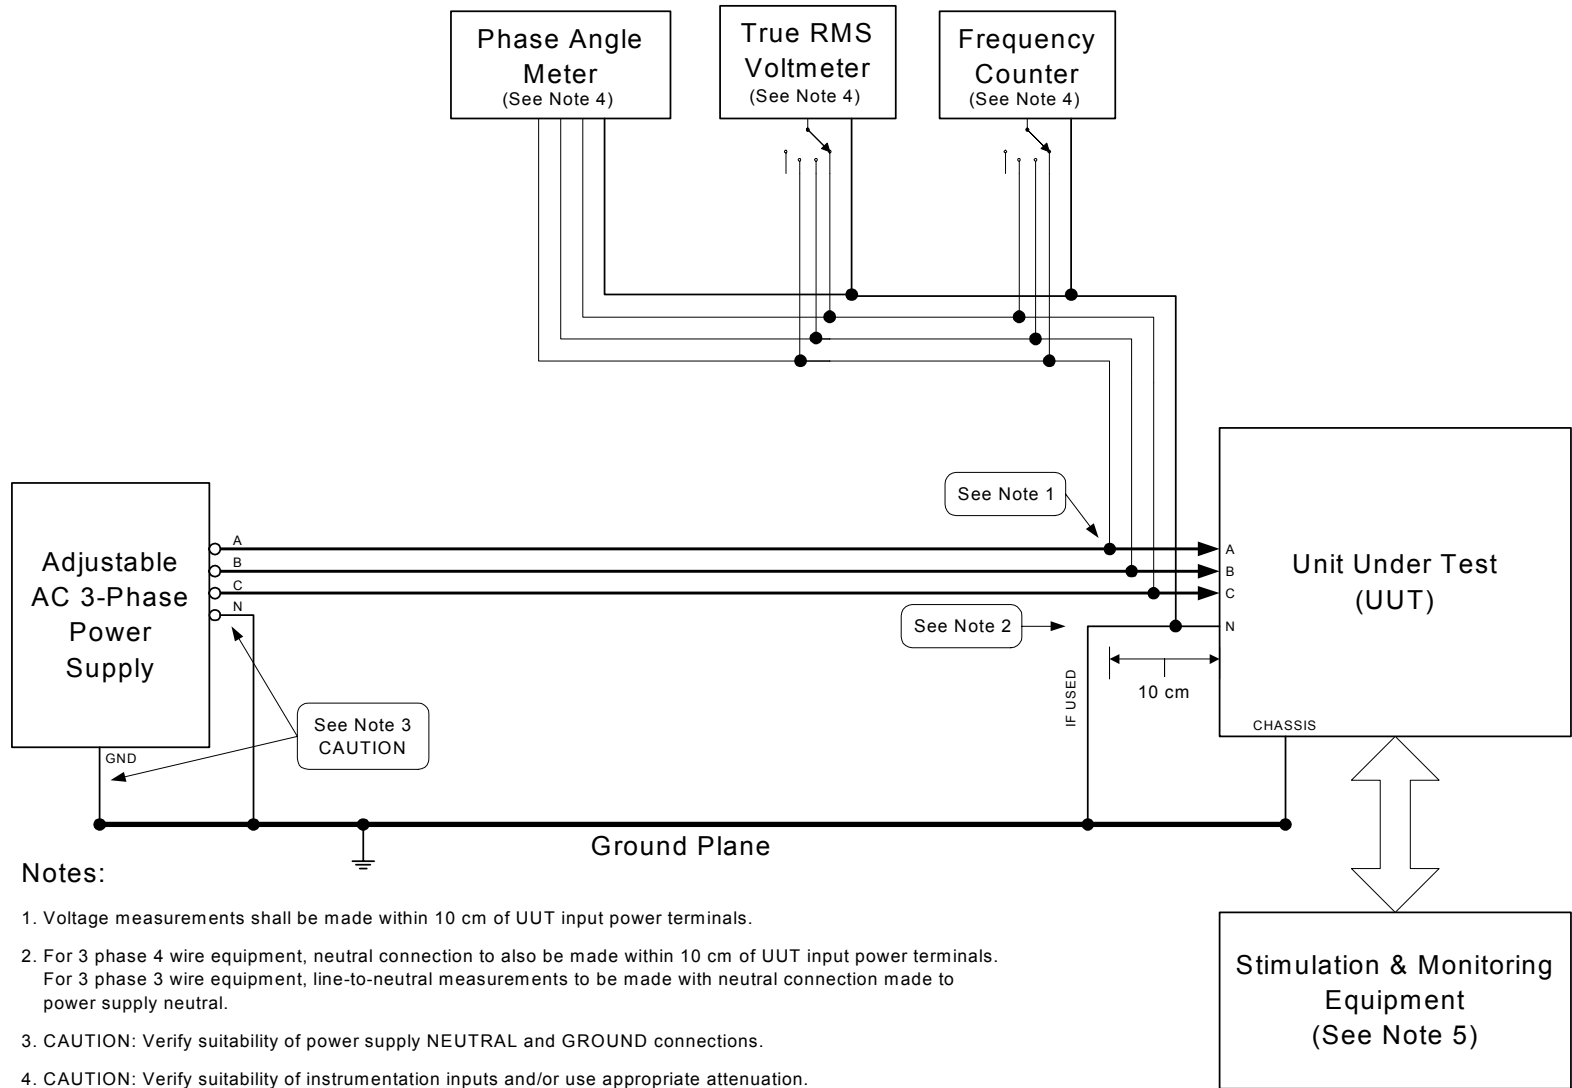 Phase Angle
Meter
(See Note 4)
True RMS
Voltmeter
(See Note 4)
Frequency
Counter
(See Note 4)
See Note 1
Adjustable
AC 3-Phase
Power
Supply
A
B
C
N
GND
See Note 2
See Note 3
CAUTION
IF USED
10 cm
A
B
C
N
Unit Under Test
(UUT)
CHASSIS
Ground Plane
Stimulation & Monitoring
Equipment
(See Note 5)
Notes:
1. Voltage measurements shall be made within 10 cm of UUT input power terminals.
2. For 3 phase 4 wire equipment, neutral connection to also be made within 10 cm of UUT input power terminals.
For 3 phase 3 wire equipment, line-to-neutral measurements to be made with neutral connection made to
power supply neutral.
3. CAUTION: Verify suitability of power supply NEUTRAL and GROUND connections.
4. CAUTION: Verify suitability of instrumentation inputs and/or use appropriate attenuation.